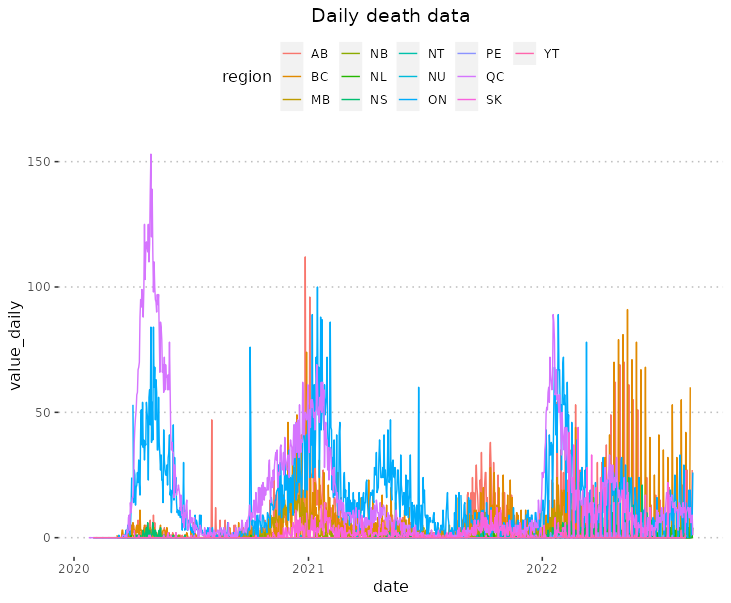 Daily death data
region
AB NB NT PE YT
BC NL NU QC
MB NS ON SK
150
100
50
0
value_daily
2020 2021 2022
date